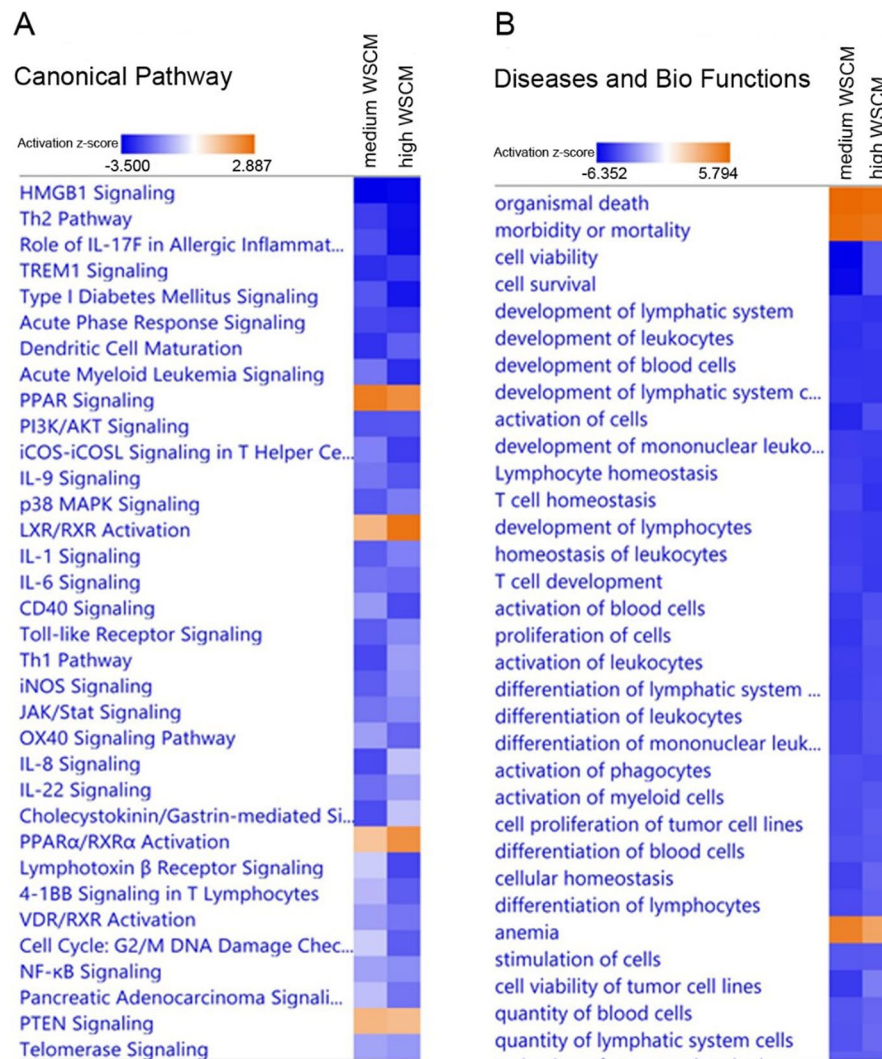 A
Canonical Pathway
Activation z-score
-3.500 2.887
medium WSCM
high WSCM
HMGB1 Signaling
Th2 Pathway
Role of IL-17F in Allergic Inflammat...
TREM1 Signaling
Type I Diabetes Mellitus Signaling
Acute Phase Response Signaling
Dendritic Cell Maturation
Acute Myeloid Leukemia Signaling
PPAR Signaling
PI3K/AKT Signaling
iCOS-iCOSL Signaling in T Helper Ce...
IL-9 Signaling
p38 MAPK Signaling
LXR/RXR Activation
IL-1 Signaling
IL-6 Signaling
CD40 Signaling
Toll-like Receptor Signaling
Th1 Pathway
iNOS Signaling
JAK/Stat Signaling
OX40 Signaling Pathway
IL-8 Signaling
IL-22 Signaling
Cholecystokinin/Gastrin-mediated Si...
PPARα/RXRα Activation
Lymphotoxin β Receptor Signaling
4-1BB Signaling in T Lymphocytes
VDR/RXR Activation
Cell Cycle: G2/M DNA Damage Chec...
NF-κB Signaling
Pancreatic Adenocarcinoma Signali...
PTEN Signaling
Telomerase Signaling
B
Diseases and Bio Functions
Activation z-score
-6.352 5.794
medium WSCM
high WSCM
organismal death
morbidity or mortality
cell viability
cell survival
development of lymphatic system
development of leukocytes
development of blood cells
development of lymphatic system c...
activation of cells
development of mononuclear leuko...
Lymphocyte homeostasis
T cell homeostasis
development of lymphocytes
homeostasis of leukocytes
T cell development
activation of blood cells
proliferation of cells
activation of leukocytes
differentiation of lymphatic system ...
differentiation of leukocytes
differentiation of mononuclear leuk...
activation of phagocytes
activation of myeloid cells
cell proliferation of tumor cell lines
differentiation of blood cells
cellular homeostasis
differentiation of lymphocytes
anemia
stimulation of cells
cell viability of tumor cell lines
quantity of blood cells
quantity of lymphatic system cells